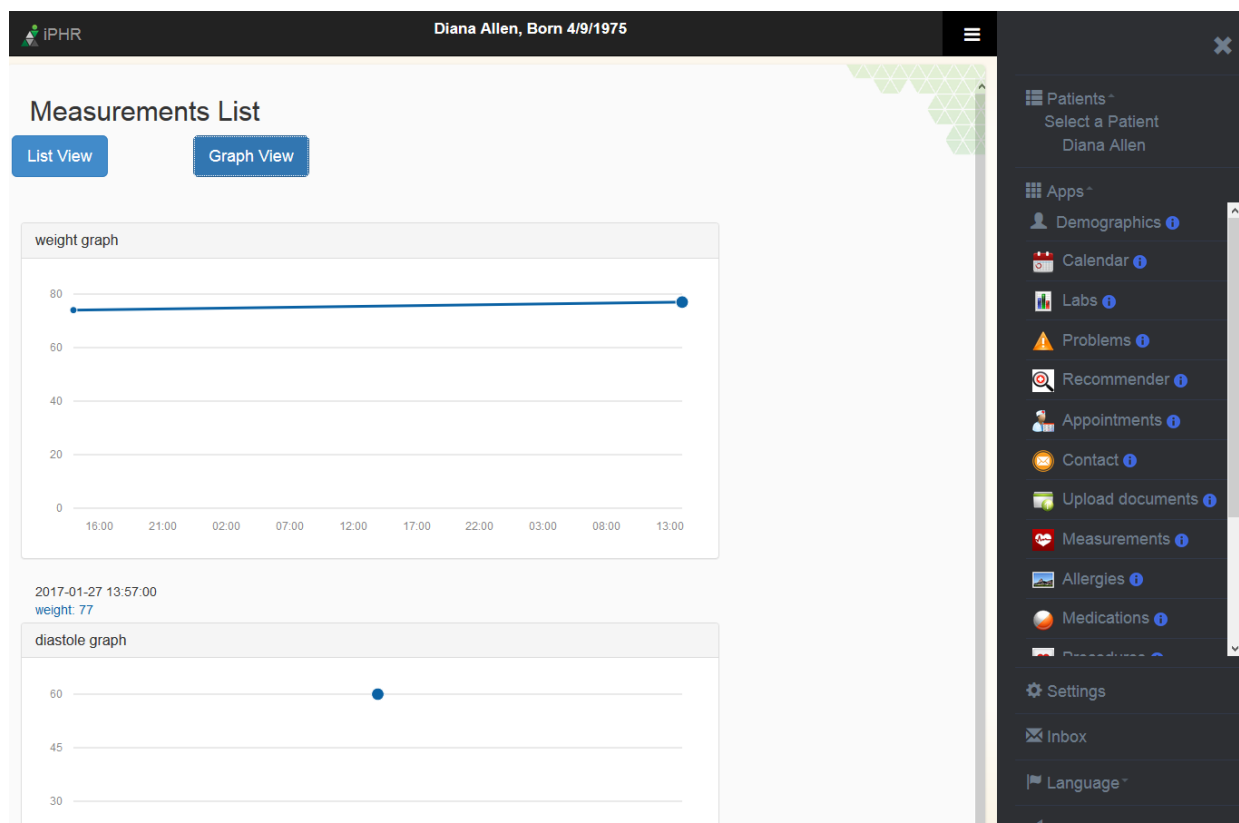 iPHR
Diana Allen, Born 4/9/1975
Measurements List
List View
Graph View
weight graph
80
60
40
20
0
16:00 21:00 02:00 07:00 12:00 17:00 22:00 03:00 08:00 13:00
2017-01-27 13:57:00
weight: 77
diastole graph
60
45
30
Patients
Select a Patient
Diana Allen
Apps
Demographics
Calendar
Labs
Problems
Recommender
Appointments
Contact
Upload documents
Measurements
Allergies
Medications
Procedures
Settings
Inbox
Language